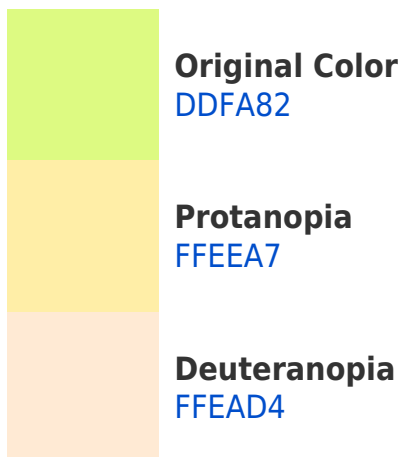 Original Color
DDFA82
Protanopia
FFEEA7
Deuteranopia
FFEAD4